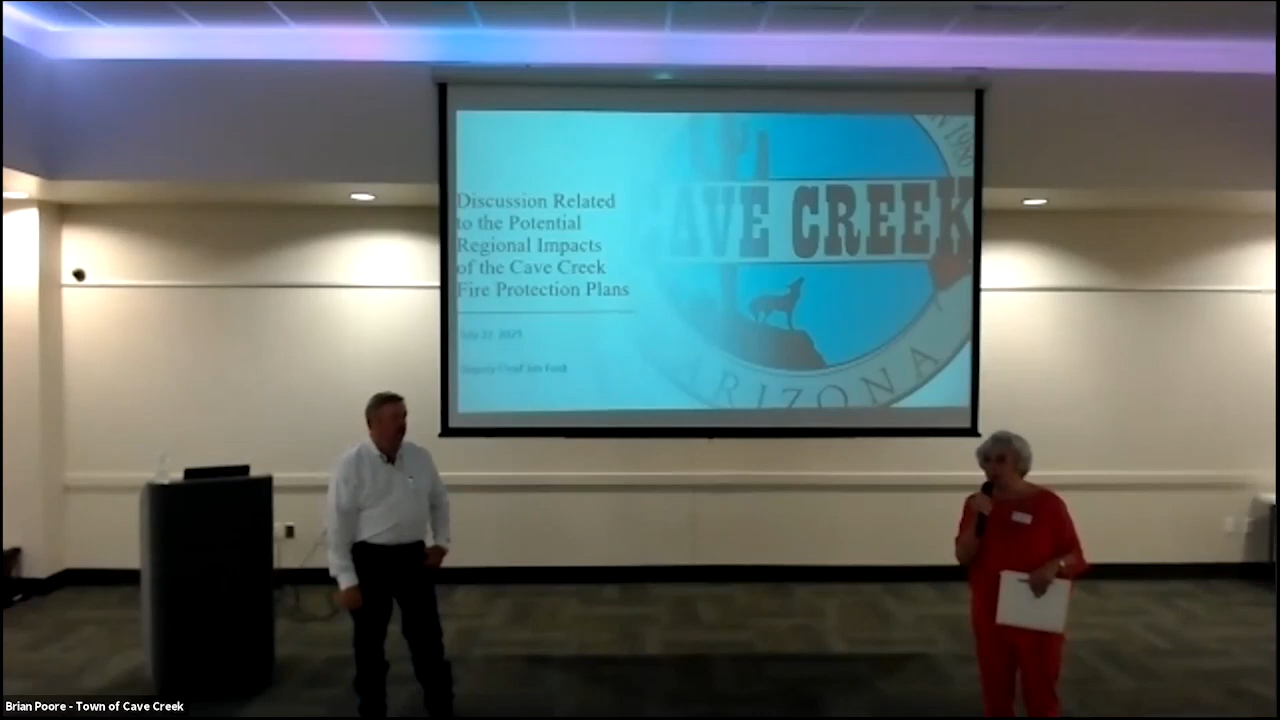 Discussion Related
to the Potential
Regional Impacts
of the Cave Creek
Fire Protection Plans
AVE CREEK
ARIZONA
Brian Poore - Town of Cave Creek